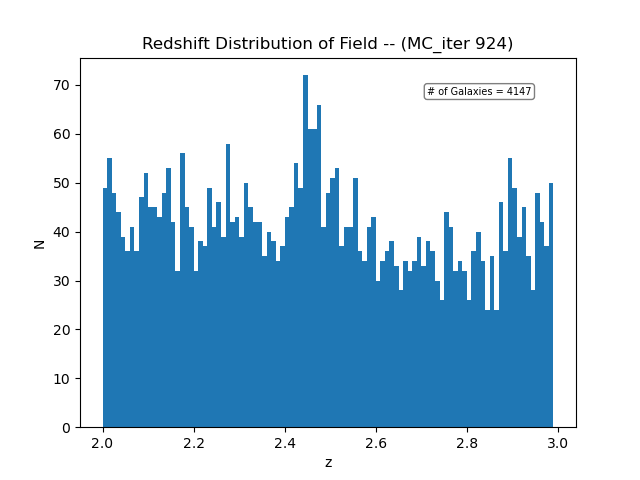 Redshift Distribution of Field -- (MC_iter 924)
# of Galaxies = 4147
70
60
50
40
30
20
10
0
N
2.0 2.2 2.4 2.6 2.8 3.0
z